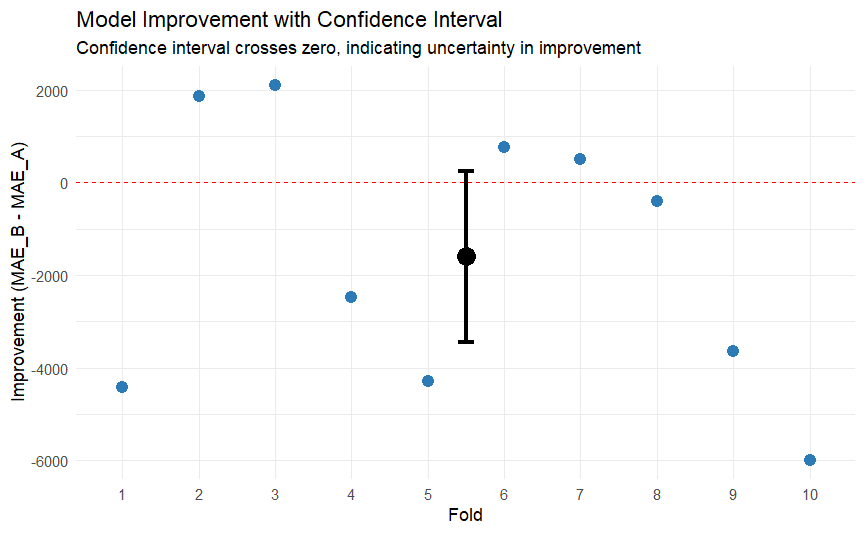 Model Improvement with Confidence Interval
Confidence interval crosses zero, indicating uncertainty in improvement
Improvement (MAE_B - MAE_A)
2000
0
-2000
-4000
-6000
1 2 3 4 5 6 7 8 9 10
Fold